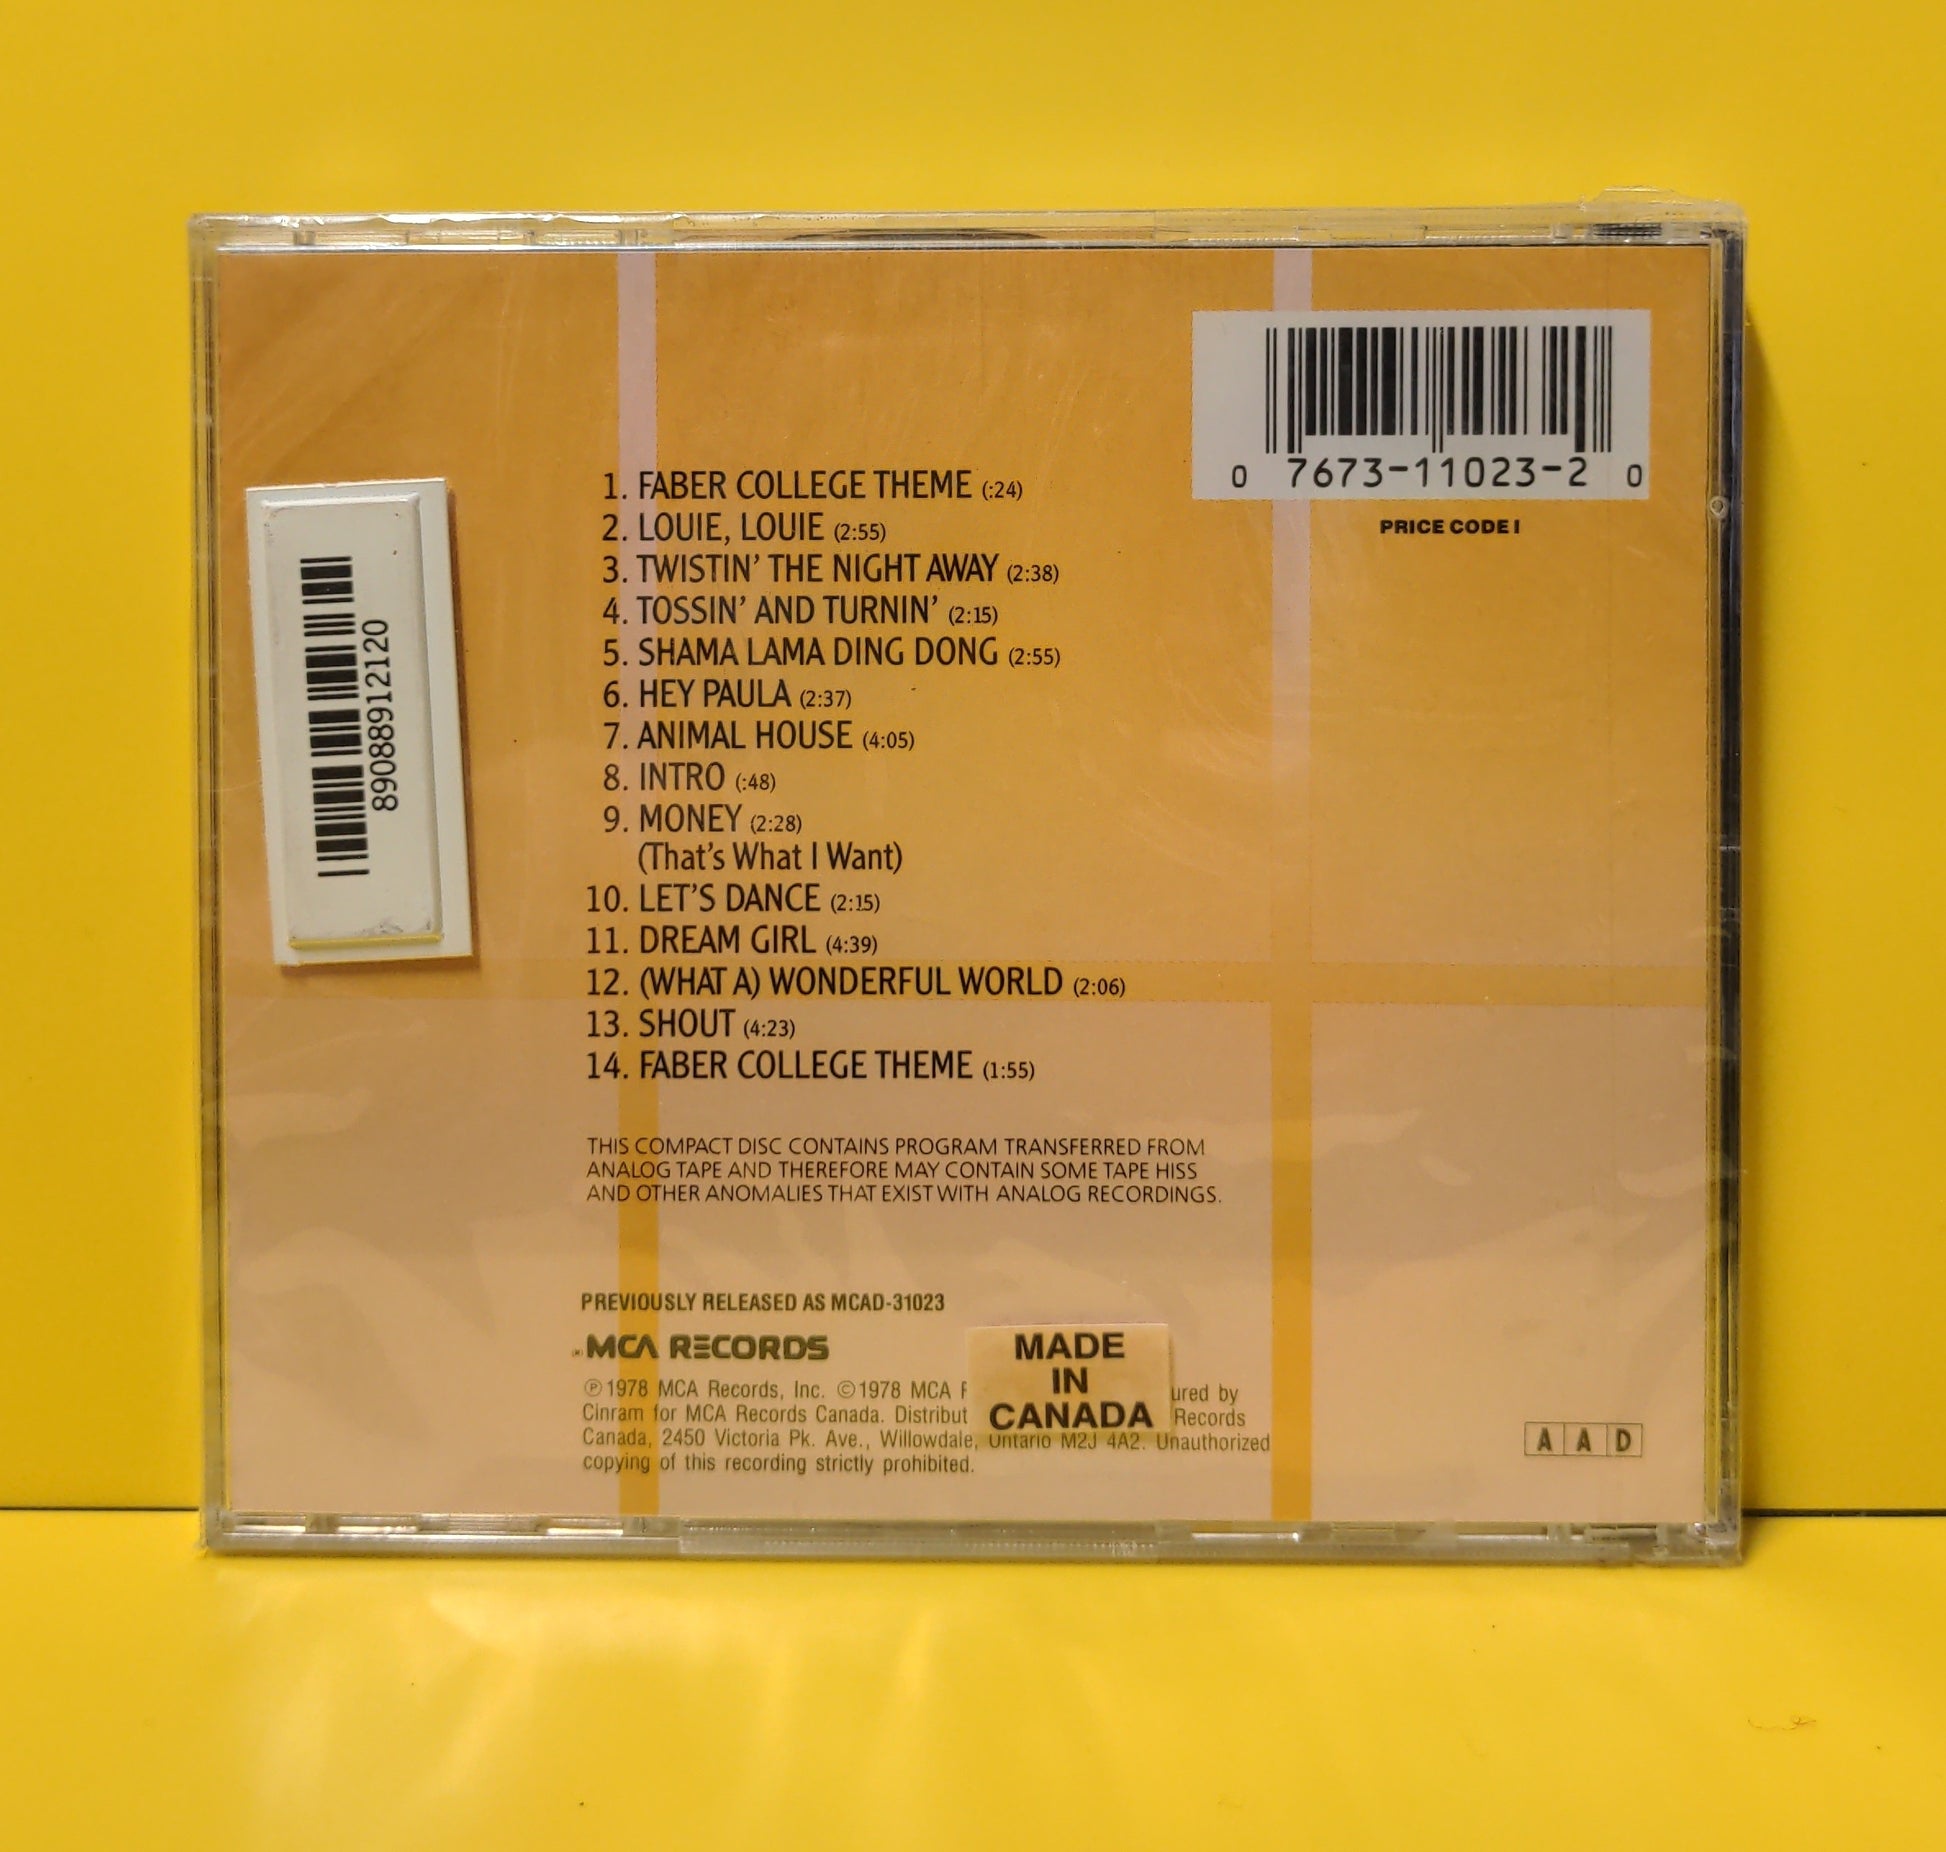 0 7673-11023-2 0
PRICE CODE I
89088912120
1. FABER COLLEGE THEME (:24)
2. LOUIE, LOUIE (2:55)
3. TWISTIN' THE NIGHT AWAY (2:38)
4. TOSSIN' AND TURNIN' (2:15)
5. SHAMA LAMA DING DONG (2:55)
6. HEY PAULA (2:37)
7. ANIMAL HOUSE (4:05)
8. INTRO (:48)
9. MONEY (2:28)
(That's What I Want)
10. LET'S DANCE (2:15)
11. DREAM GIRL (4:39)
12. (WHAT A) WONDERFUL WORLD (2:06)
13. SHOUT (4:23)
14. FABER COLLEGE THEME (1:55)
THIS COMPACT DISC CONTAINS PROGRAM TRANSFERRED FROM
ANALOG TAPE AND THEREFORE MAY CONTAIN SOME TAPE HISS
AND OTHER ANOMALIES THAT EXIST WITH ANALOG RECORDINGS.
PREVIOUSLY RELEASED AS MCAD-31023
MCA RECORDS
MADE
IN
CANADA
℗1978 MCA Records, Inc. ©1978 MCA by
Cinram for MCA Records Canada. Records
Canada, 2450 Victoria Pk. Ave., Willowdale, Ontario M2J 4A2. Unauthorized
copying of this recording strictly prohibited.
A A D